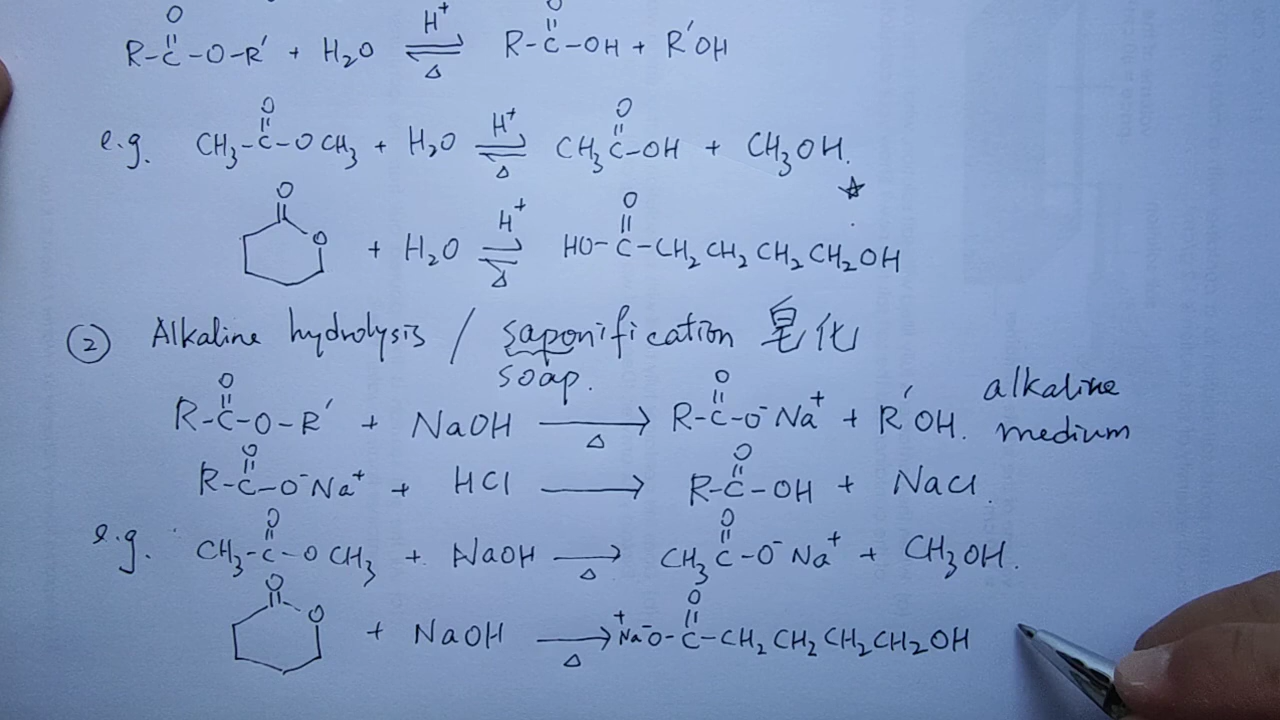 R-C(=O)-O-R' + H₂O ⇌ (H⁺, Δ) R-C(=O)-OH + R'OH
e.g. CH₃-C(=O)-OCH₃ + H₂O ⇌ (H⁺, Δ) CH₃C(=O)-OH + CH₃OH. ☆
O O + H₂O ⇌ (H⁺, Δ) HO-C(=O)-CH₂CH₂CH₂CH₂OH
② Alkaline hydrolysis / saponification 皂化
soap.
R-C(=O)-O-R' + NaOH →(Δ) R-C(=O)-O⁻Na⁺ + R'OH. alkaline medium
R-C(=O)-O⁻Na⁺ + HCl → R-C(=O)-OH + NaCl.
e.g. CH₃-C(=O)-OCH₃ + NaOH →(Δ) CH₃C(=O)-O⁻Na⁺ + CH₃OH.
O O + NaOH →(Δ) ⁺Na⁻O-C(=O)-CH₂CH₂CH₂CH₂OH